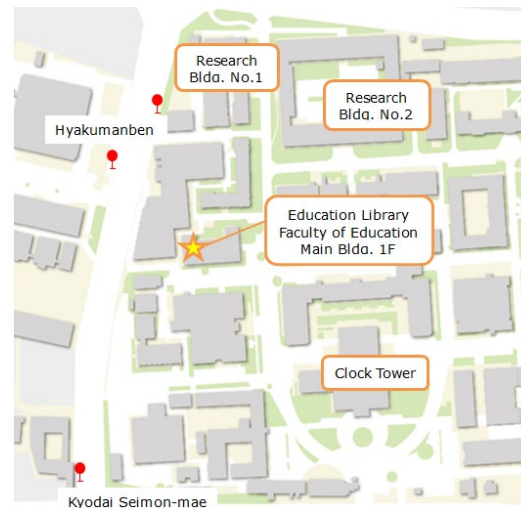 Research
Bldg. No.1
Research
Bldg. No.2
Hyakumanben
Education Library
Faculty of Education
Main Bldg. 1F
Clock Tower
Kyodai Seimon-mae